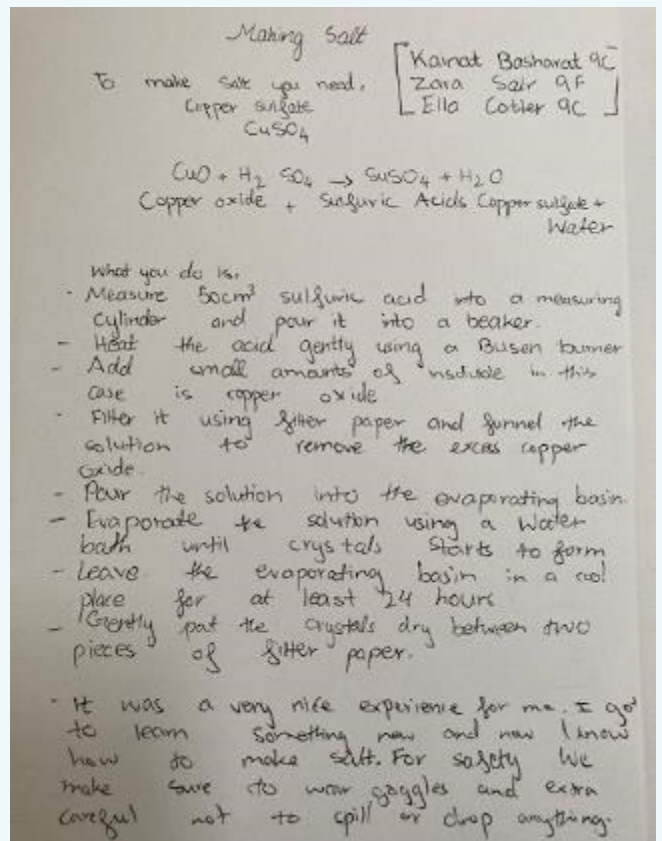 Making Salt
[Kainat Basharat 9C
Zara Sair 9F
Ella Cotler 9C]
To make salt you need.
Copper sulfate
CuSO4
CuO + H2 SO4 → SuSO4 + H2O
Copper oxide + Sulfuric Acids Copper sulfate +
Water
What you do is.
- Measure 50cm3 sulfuric acid into a measuring
Cylinder and pour it into a beaker.
- Heat the acid gently using a Busen burner
- Add small amounts of insoluble in this
case is copper oxide
- Filter it using filter paper and funnel the
solution to remove the excess copper
oxide.
- Pour the solution into the evaporating basin.
- Evaporate the solution using a Water
bath until crystals starts to form
- Leave the evaporating basin in a cool
place for at least 24 hours
- Gently pat the crystals dry between two
pieces of filter paper.
- It was a very nice experience for me. I got
to learn something new and now I know
how to make salt. For safety We
make sure to wear goggles and extra
careful not to spill or drop anything.